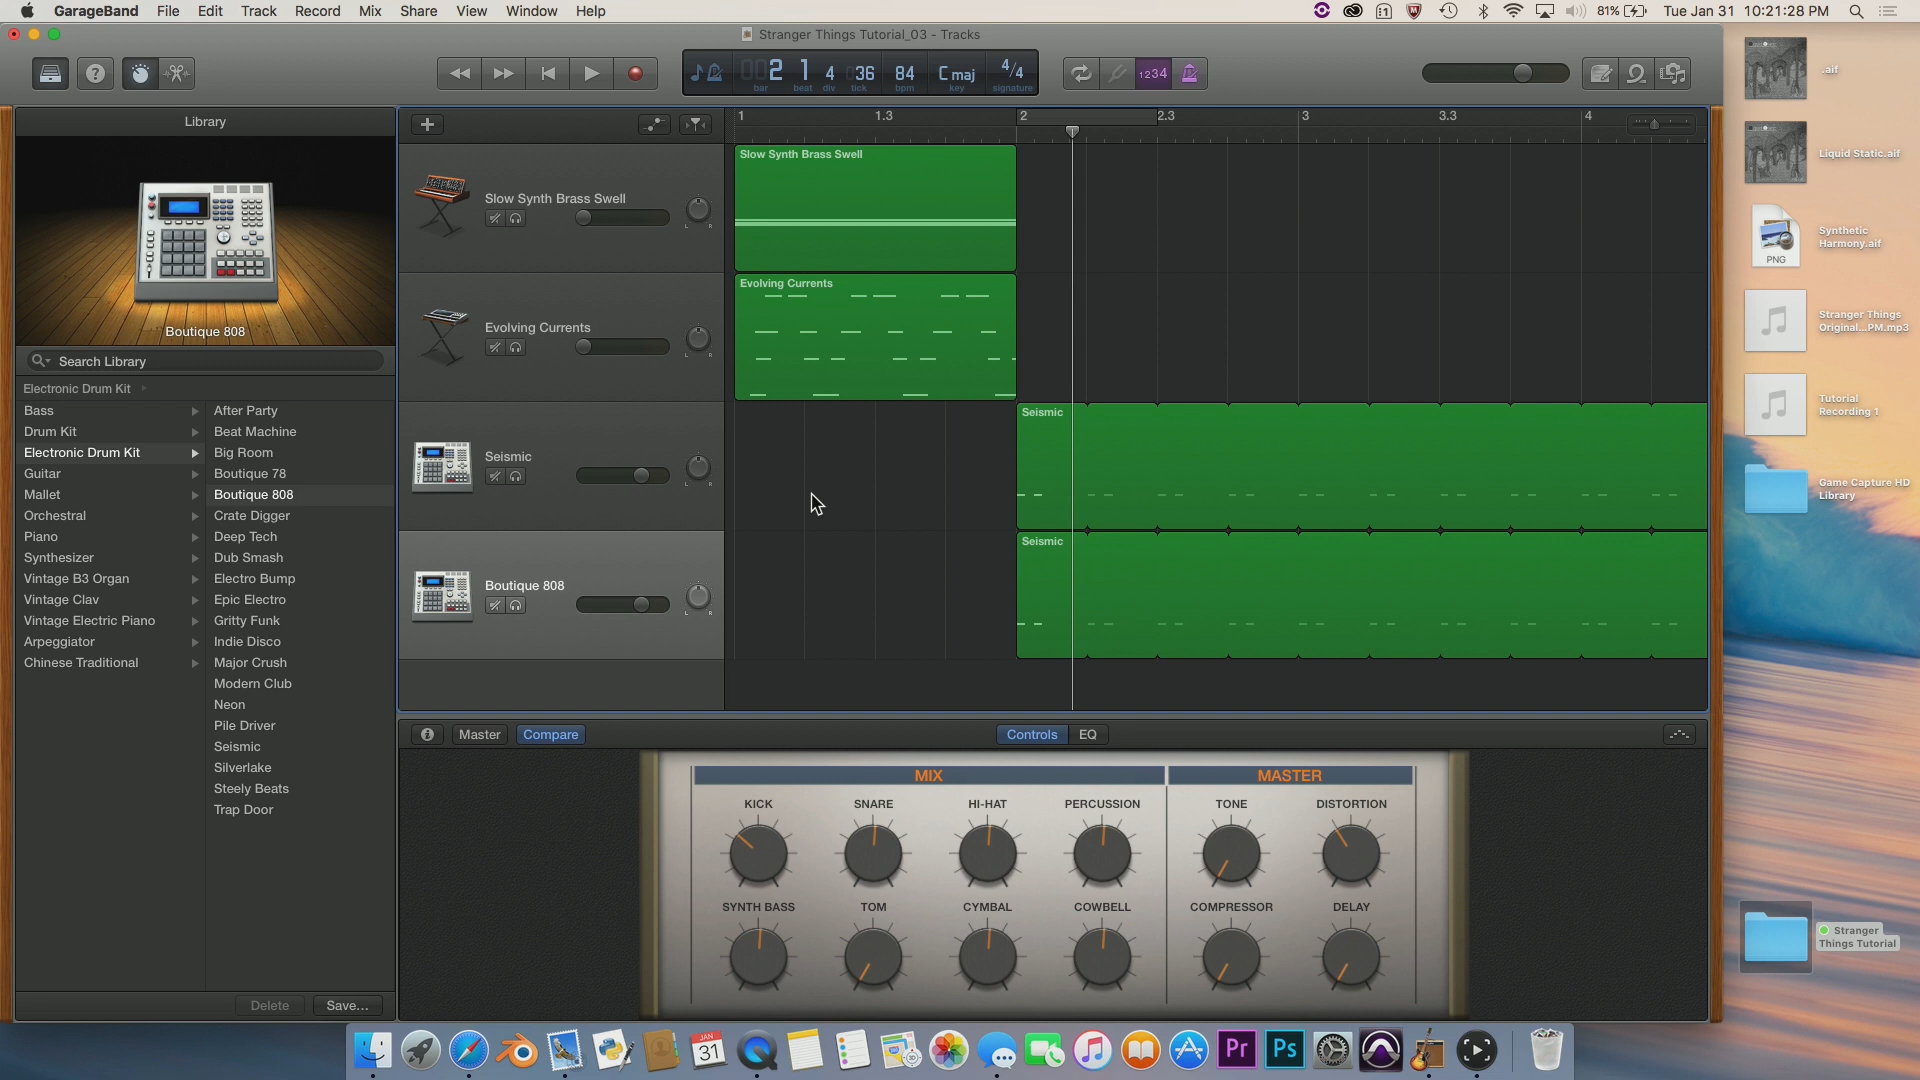 GarageBand File Edit Track Record Mix Share View Window Help
81% Tue Jan 31 10:21:28 PM
Stranger Things Tutorial_03 - Tracks
002 1 4 036 84 C maj 4/4
bar beat div tick bpm key signature
1234
Library
Boutique 808
Search Library
Electronic Drum Kit
Bass
Drum Kit
Electronic Drum Kit
Guitar
Mallet
Orchestral
Piano
Synthesizer
Vintage B3 Organ
Vintage Clav
Vintage Electric Piano
Arpeggiator
Chinese Traditional
After Party
Beat Machine
Big Room
Boutique 78
Boutique 808
Crate Digger
Deep Tech
Dub Smash
Electro Bump
Epic Electro
Gritty Funk
Indie Disco
Major Crush
Modern Club
Neon
Pile Driver
Seismic
Silverlake
Steely Beats
Trap Door
Delete Save...
1 1.3 2 2.3 3 3.3 4
Slow Synth Brass Swell
L R
Slow Synth Brass Swell
Evolving Currents
L R
Evolving Currents
Seismic
L R
Seismic
Boutique 808
L R
Seismic
Master Compare Controls EQ
MIX MASTER
KICK SNARE HI-HAT PERCUSSION TONE DISTORTION
SYNTH BASS TOM CYMBAL COWBELL COMPRESSOR DELAY
.aif
Liquid Static.aif
PNG
Synthetic
Harmony.aif
Stranger Things
Original...PM.mp3
Tutorial
Recording 1
Game Capture HD
Library
Stranger
Things Tutorial
JAN
31
3D
Pr Ps